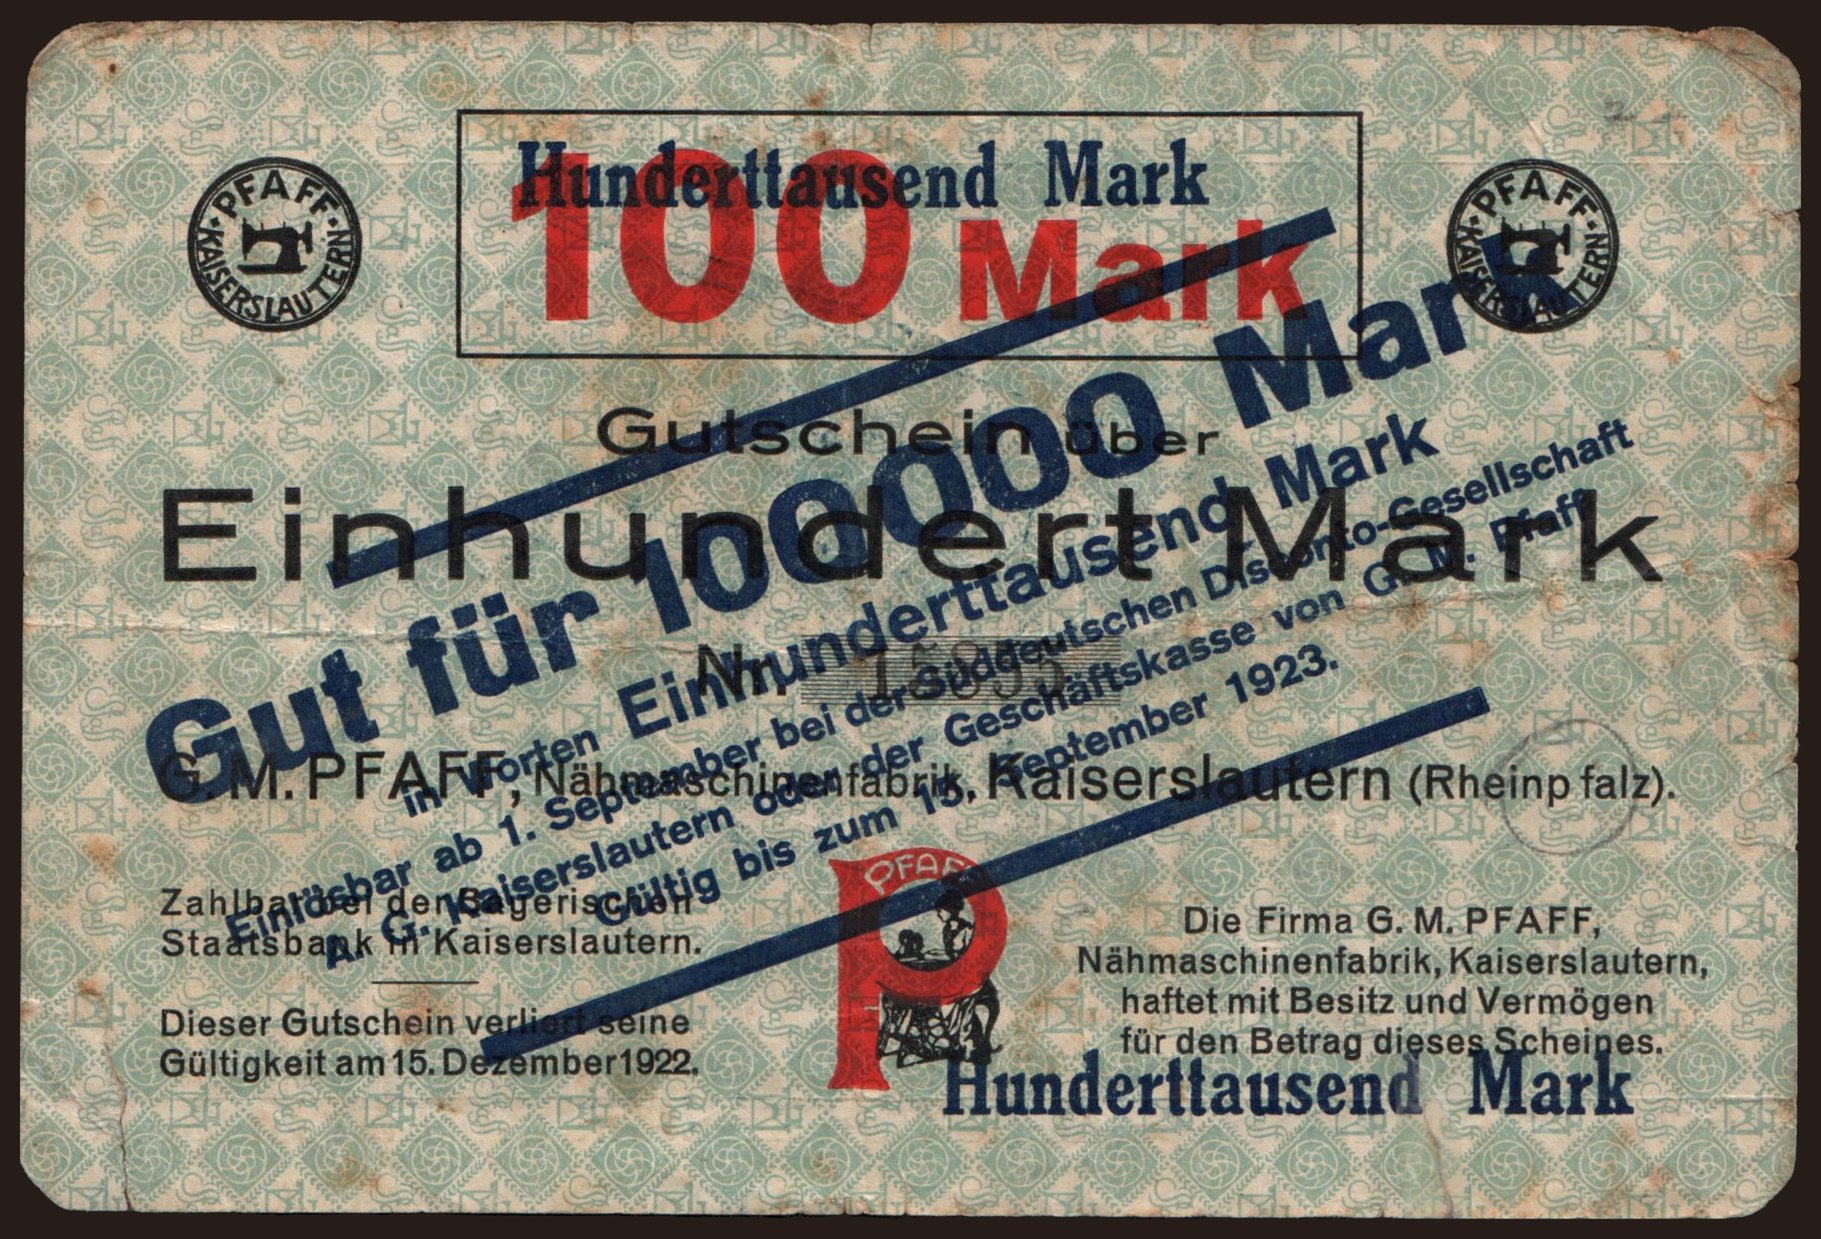 Hunderttausend Mark
100 Mark
PFAFF
KAISERSLAUTERN
PFAFF
KAISERSLAUTERN
Gutschein über
Einhundert Mark
Nr.
G. M. PFAFF, Nähmaschinenfabrik, Kaiserslautern (Rheinpfalz).
Gut für 100000 Mark
in Worten Einhunderttausend Mark
Einlösbar ab 1. September bei der Süddeutschen Disconto-Gesellschaft
A. G. Kaiserslautern oder der Geschäftskasse von G. M. Pfaff
Gültig bis zum 15. September 1923.
Zahlbar bei der Bayerischen
Staatsbank in Kaiserslautern.
Dieser Gutschein verliert seine
Gültigkeit am 15. Dezember 1922.
PFAFF
Die Firma G. M. PFAFF,
Nähmaschinenfabrik, Kaiserslautern,
haftet mit Besitz und Vermögen
für den Betrag dieses Scheines.
Hunderttausend Mark